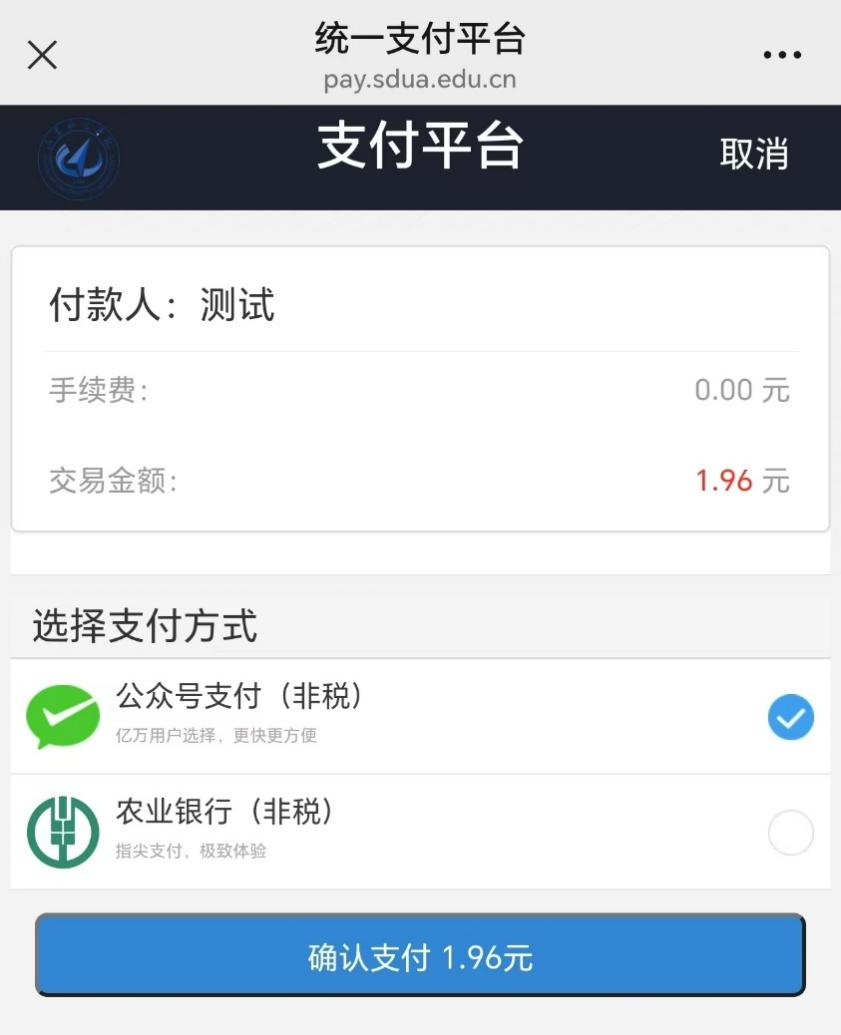 统一支付平台
pay.sdua.edu.cn
支付平台
取消
付款人：测试
手续费：
0.00 元
交易金额：
1.96 元
选择支付方式
公众号支付（非税）
亿万用户选择，更快更方便
农业银行（非税）
指尖支付，极致体验
确认支付 1.96元